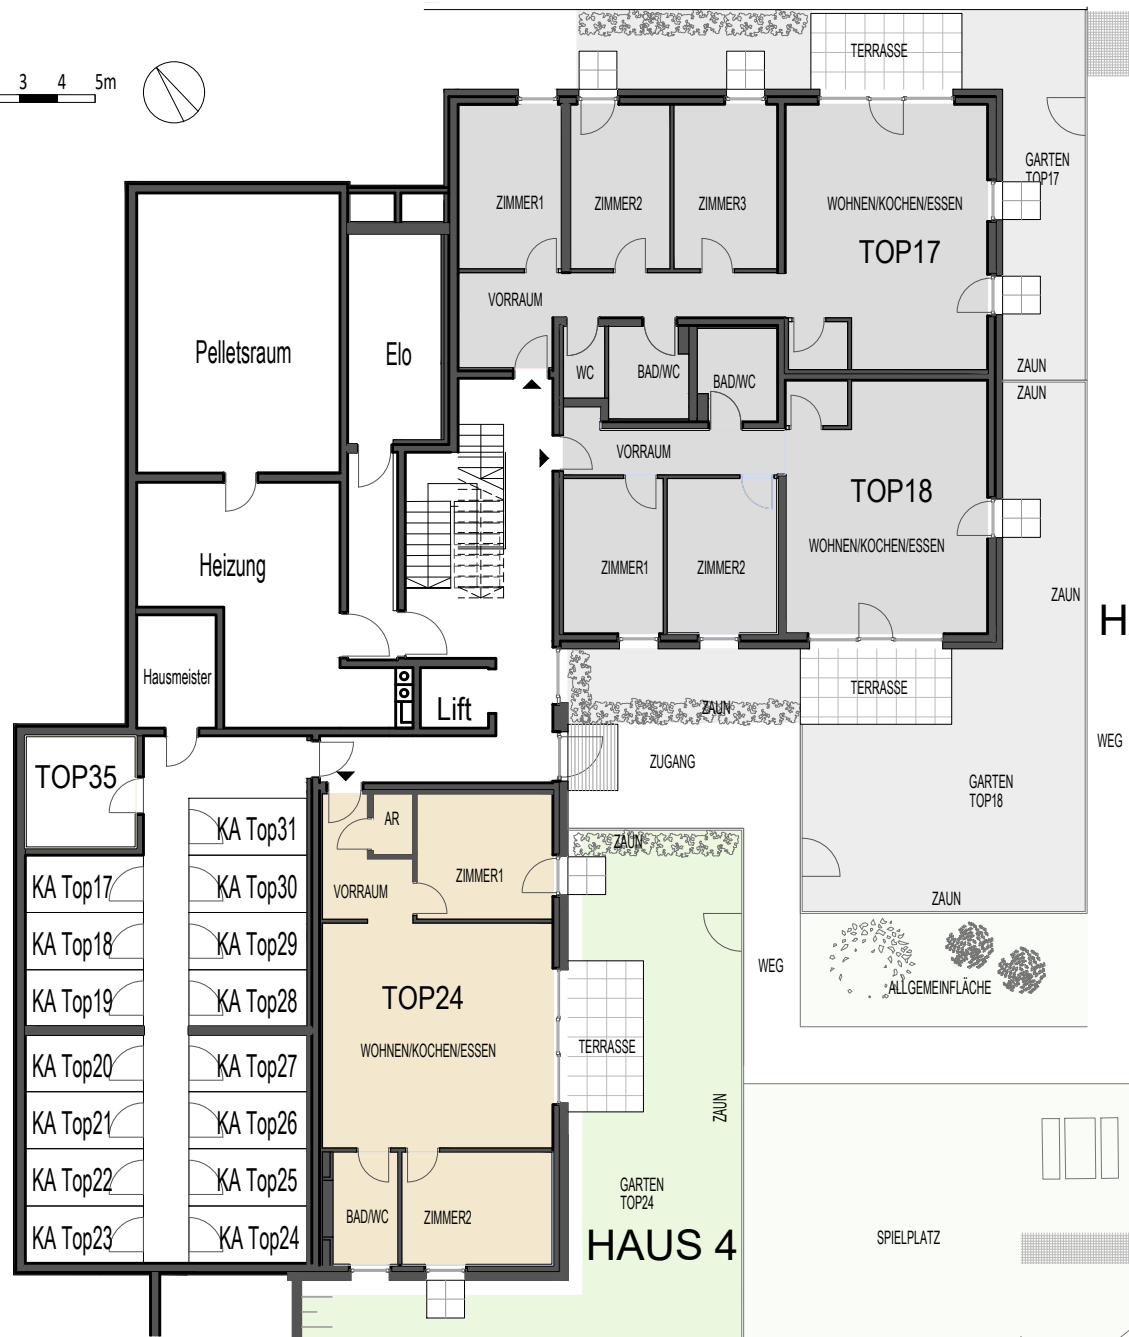 3 4 5m
TERRASSE
GARTEN
TOP17
ZIMMER1
ZIMMER2
ZIMMER3
WOHNEN/KOCHEN/ESSEN
TOP17
VORRAUM
Pelletsraum
Elo
WC
BAD/WC
BAD/WC
ZAUN
ZAUN
VORRAUM
TOP18
WOHNEN/KOCHEN/ESSEN
Heizung
ZIMMER1
ZIMMER2
ZAUN
H
Hausmeister
Lift
TERRASSE
ZAUN
WEG
ZUGANG
TOP35
GARTEN
TOP18
AR
KA Top31
ZAUN
KA Top17
KA Top30
VORRAUM
ZIMMER1
ZAUN
KA Top18
KA Top29
WEG
KA Top19
KA Top28
TOP24
ALLGEMEINFLÄCHE
WOHNEN/KOCHEN/ESSEN
TERRASSE
KA Top20
KA Top27
ZAUN
KA Top21
KA Top26
KA Top22
KA Top25
GARTEN
TOP24
KA Top23
KA Top24
BAD/WC
ZIMMER2
HAUS 4
SPIELPLATZ